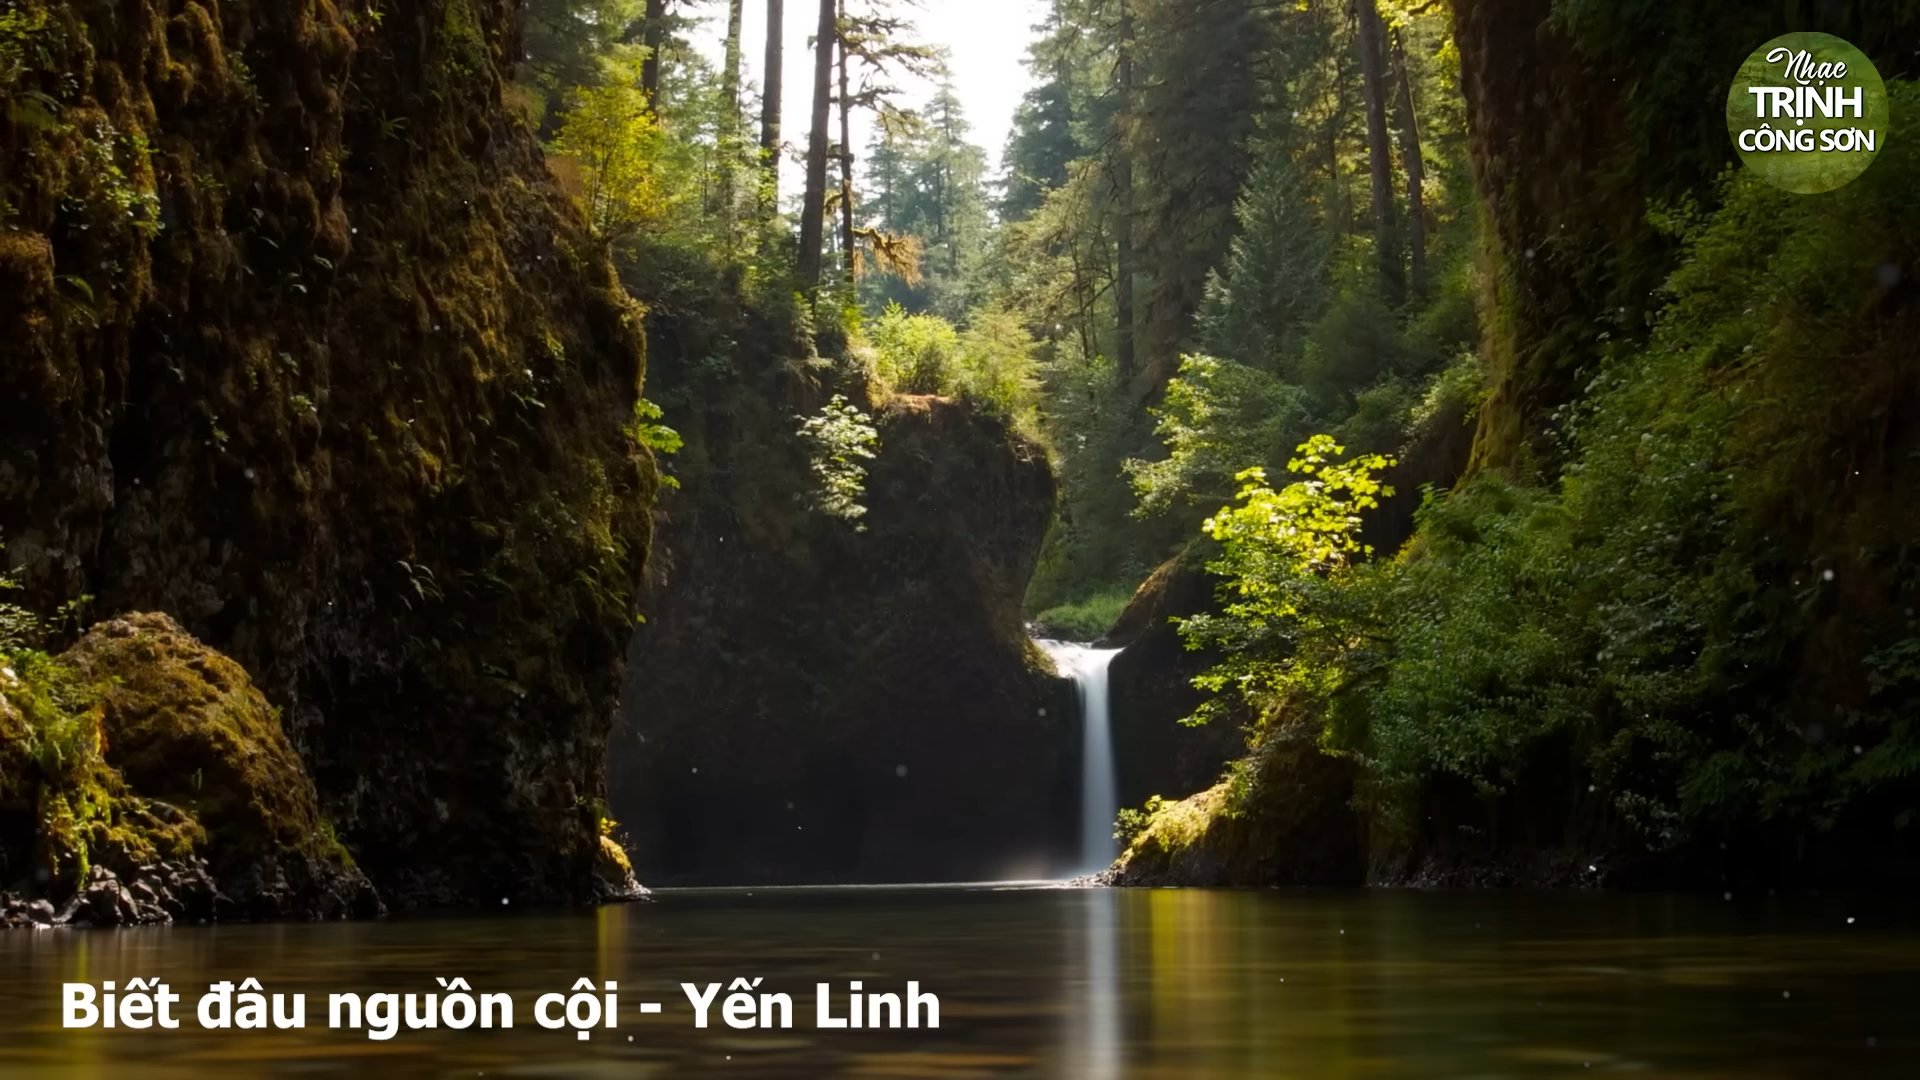 Nhạc
TRỊNH
CÔNG SƠN
Biết đâu nguồn cội - Yến Linh